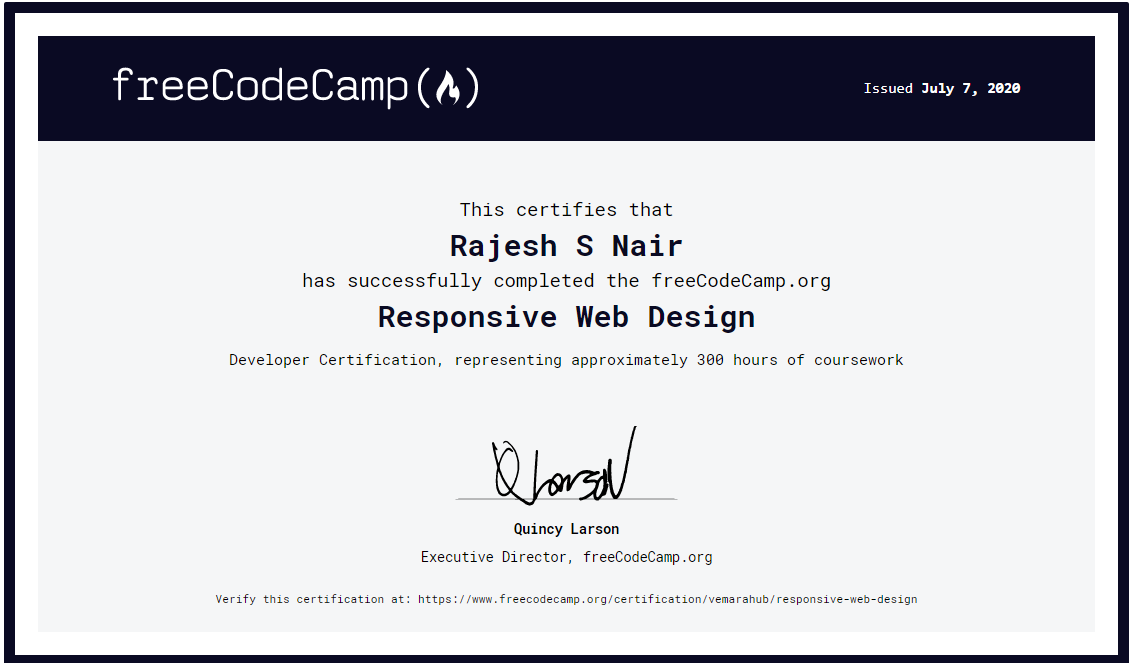 freeCodeCamp(🔥)
Issued July 7, 2020
This certifies that
Rajesh S Nair
has successfully completed the freeCodeCamp.org
Responsive Web Design
Developer Certification, representing approximately 300 hours of coursework
Q Larson
Quincy Larson
Executive Director, freeCodeCamp.org
Verify this certification at: https://www.freecodecamp.org/certification/vemarahub/responsive-web-design